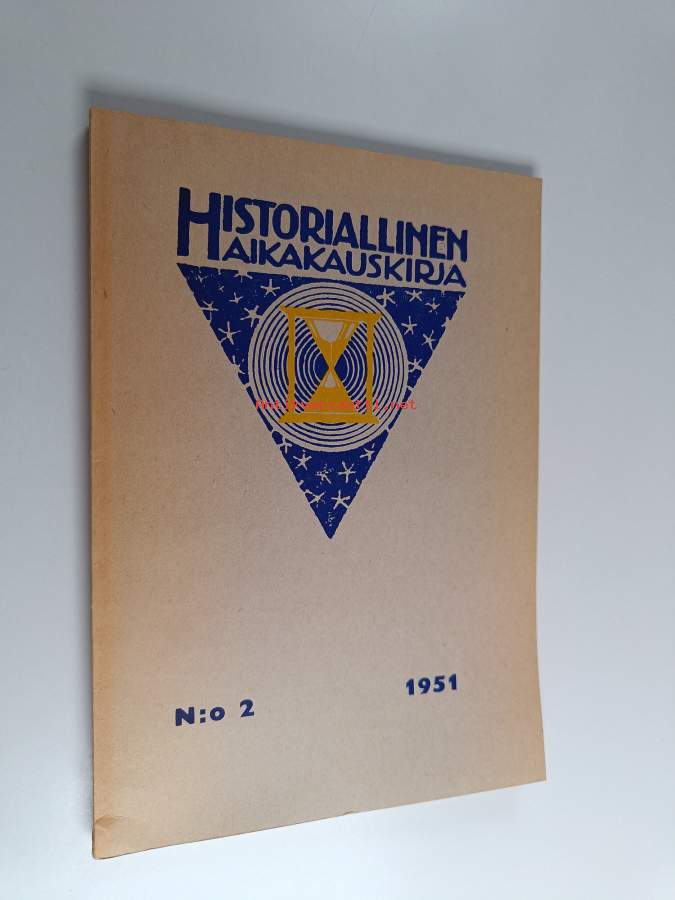 HISTORIALLINEN
AIKAKAUSKIRJA
N:o 2
1951